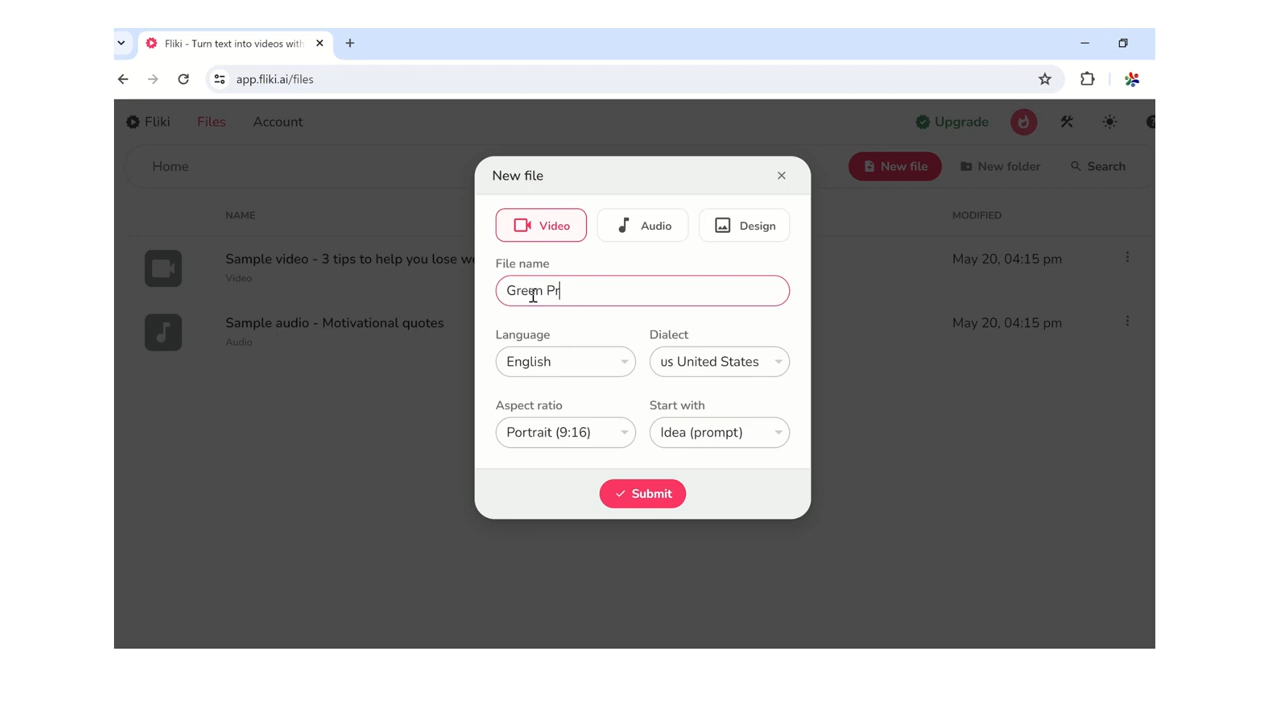 Fliki - Turn text into videos with
app.fliki.ai/files
Fliki Files Account Upgrade
Home New file New folder Search
NAME MODIFIED
Sample video - 3 tips to help you lose we May 20, 04:15 pm
Video
Sample audio - Motivational quotes May 20, 04:15 pm
Audio
New file
Video Audio Design
File name
Green Pr
Language Dialect
English us United States
Aspect ratio Start with
Portrait (9:16) Idea (prompt)
Submit